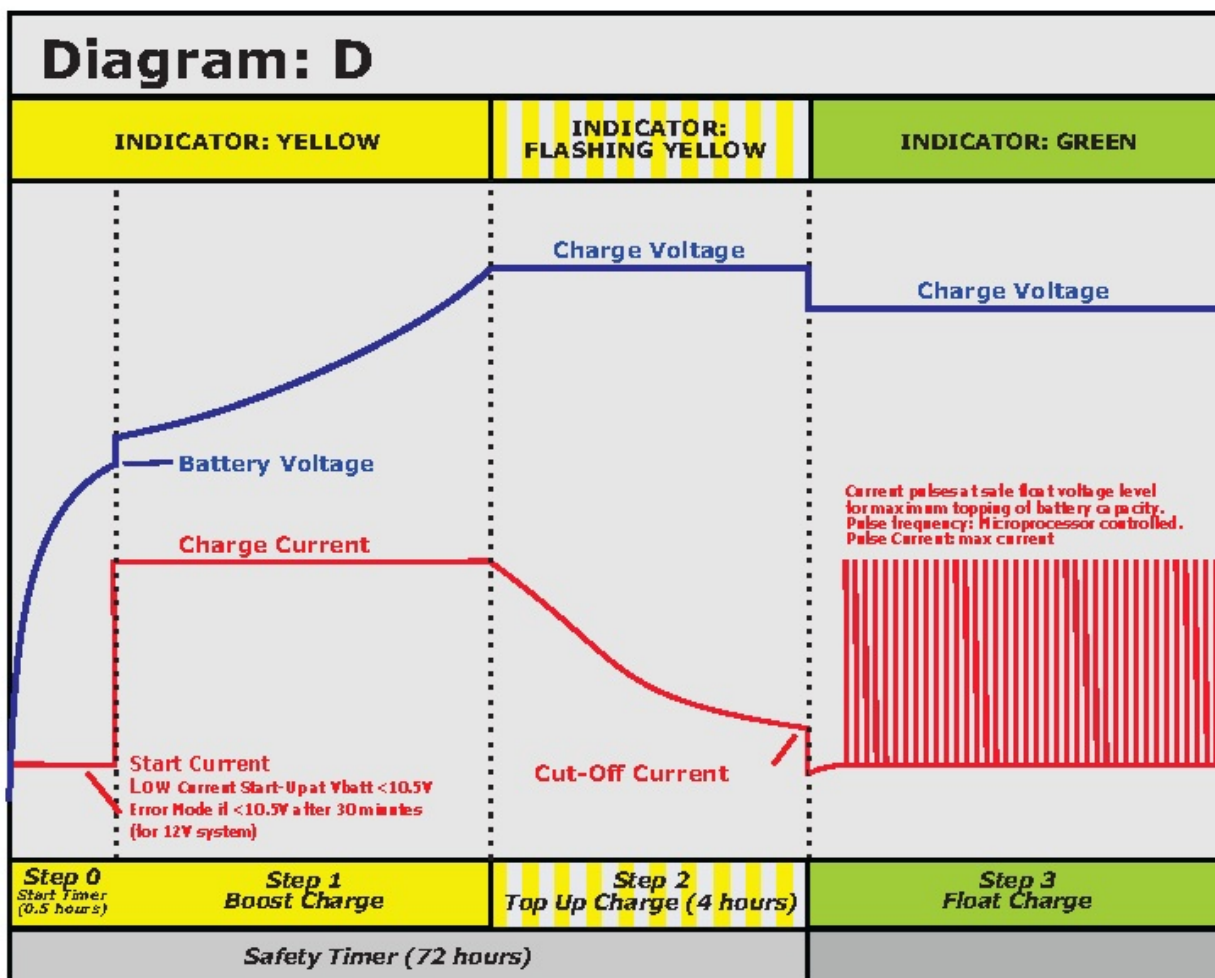 Diagram: D
INDICATOR: YELLOW
INDICATOR:
FLASHING YELLOW
INDICATOR: GREEN
Charge Voltage
Charge Voltage
Battery Voltage
Current pulses at safe float voltage level
for maximum topping of battery capacity.
Pulse frequency: Microprocessor controlled.
Pulse Current: max current
Charge Current
Start Current
LOW Current Start-Up at Vbatt <10.5V
Error Mode if <10.5V after 30 minutes
(for 12V system)
Cut-Off Current
Step 0
Start Timer
(0.5 hours)
Step 1
Boost Charge
Step 2
Top Up Charge (4 hours)
Step 3
Float Charge
Safety Timer (72 hours)